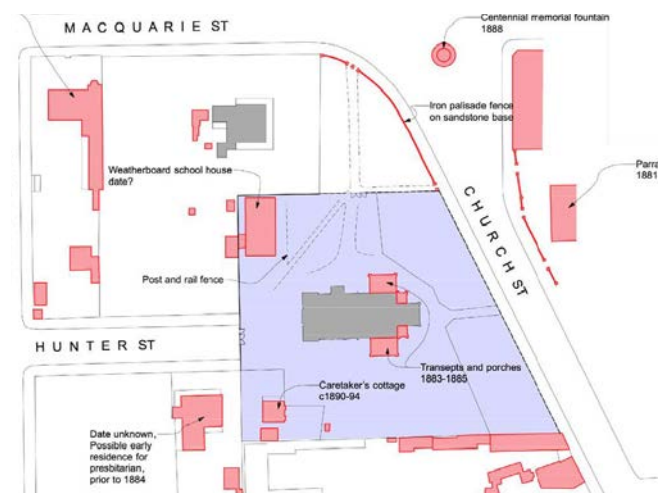 MACQUARIE ST
Centennial memorial fountain
1888
Iron palisade fence
on sandstone base
Weatherboard school house
date?
Parra
1881
CHURCH ST
Post and rail fence
HUNTER ST
Transepts and porches
1883-1885
Caretaker's cottage
c1890-94
Date unknown,
Possible early
residence for
presbitarian,
prior to 1884